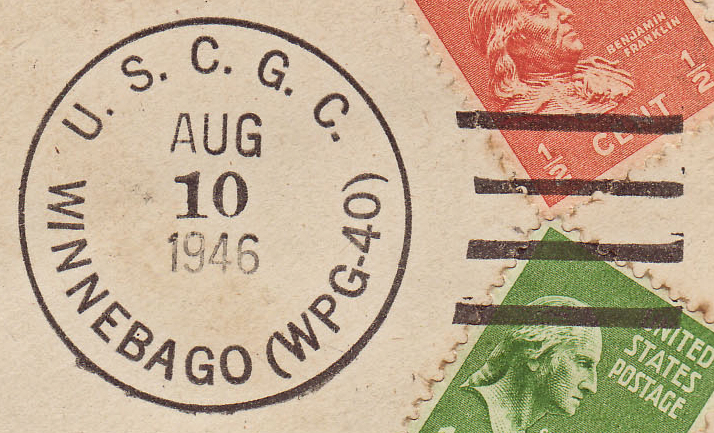 U. S. C. G. C.
AUG
10
1946
WINNEBAGO (WPG-40)
BENJAMIN
FRANKLIN
1/2
CENT
1/2
UNITED
STATES
POSTAGE